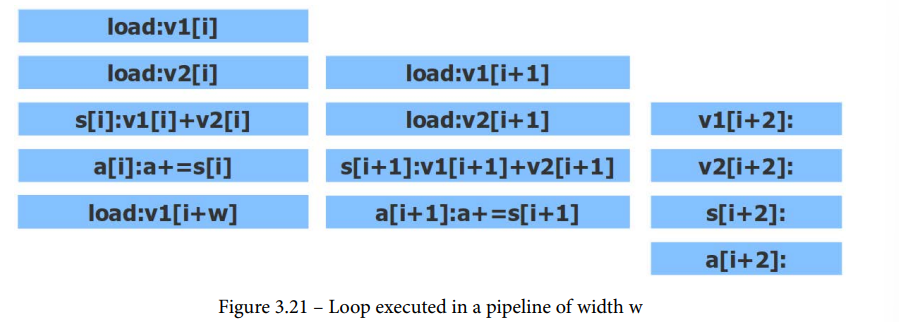 load:v1[i]
load:v2[i] load:v1[i+1]
s[i]:v1[i]+v2[i] load:v2[i+1] v1[i+2]:
a[i]:a+=s[i] s[i+1]:v1[i+1]+v2[i+1] v2[i+2]:
load:v1[i+w] a[i+1]:a+=s[i+1] s[i+2]:
a[i+2]:
Figure 3.21 – Loop executed in a pipeline of width w